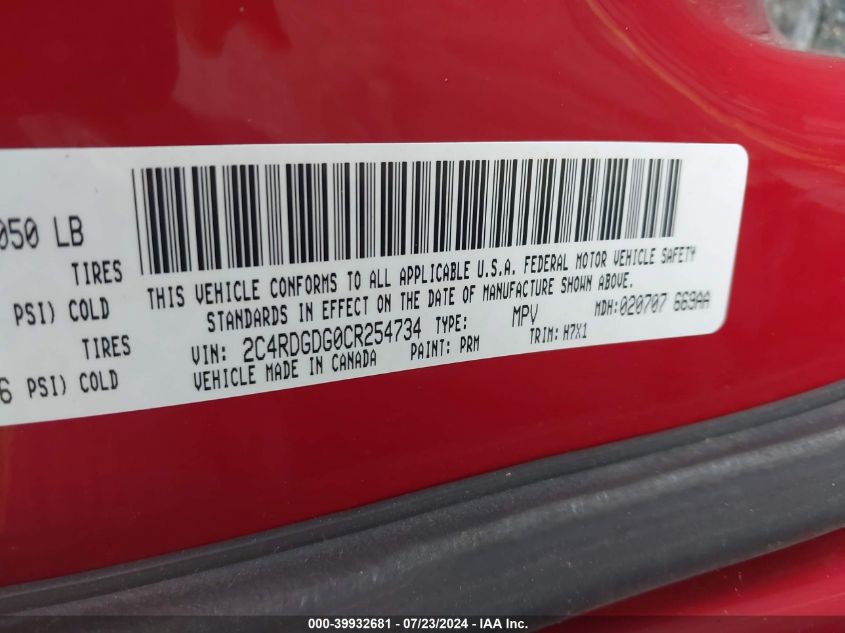 050 LB
TIRES
PSI) COLD
TIRES
6 PSI) COLD
THIS VEHICLE CONFORMS TO ALL APPLICABLE U.S.A. FEDERAL MOTOR VEHICLE SAFETY
STANDARDS IN EFFECT ON THE DATE OF MANUFACTURE SHOWN ABOVE.
MDH:020707 669AA
VIN: 2C4RDGDG0CR254734 TYPE: MPV
VEHICLE MADE IN CANADA PAINT: PRM TRIM: H7X1
000-39932681 - 07/23/2024 - IAA Inc.